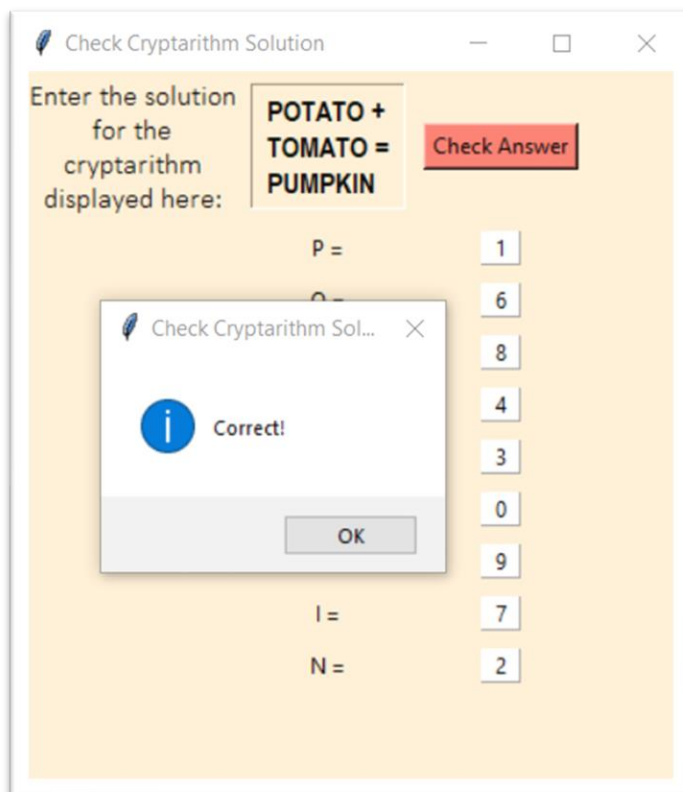 Check Cryptarithm Solution
Enter the solution
for the
cryptarithm
displayed here:
POTATO +
TOMATO =
PUMPKIN
Check Answer
P = 1
6
8
4
3
0
9
I = 7
N = 2
Check Cryptarithm Sol...
Correct!
OK